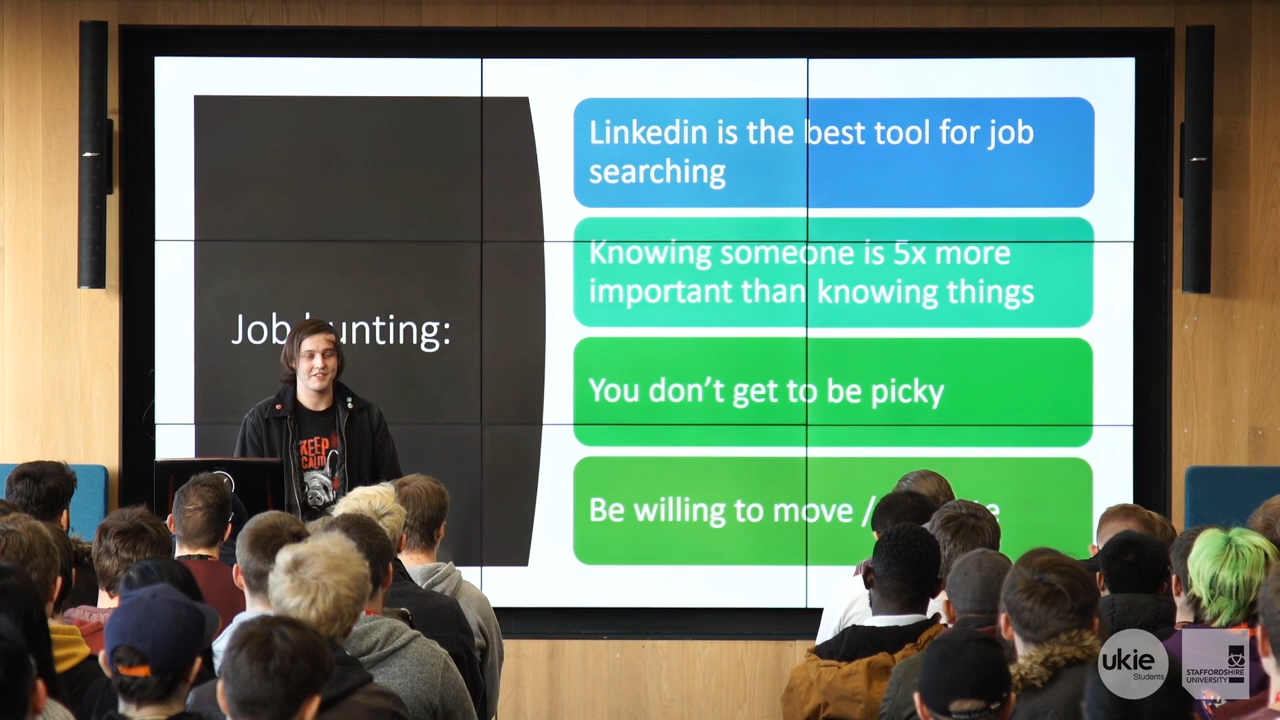 Linkedin is the best tool for job
searching
Knowing someone is 5x more
important than knowing things
Job unting:
You don't get to be picky
Be willing to move /
KEEP
CALM
ukie
Students
STAFFORDSHIRE
UNIVERSITY